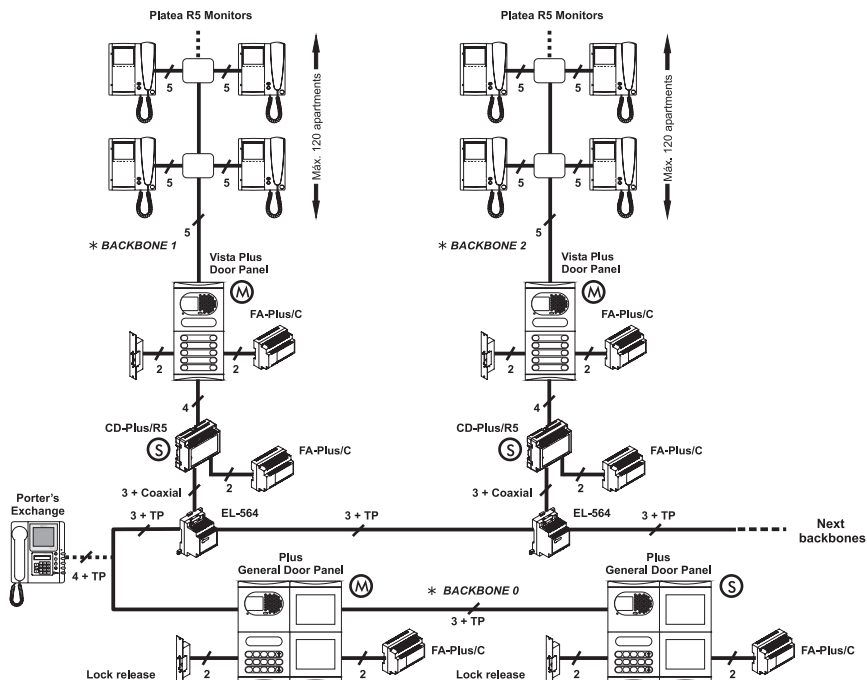 Platea R5 Monitors
Platea R5 Monitors
5
5
5
5
Máx. 120 apartments
5
5
5
5
Máx. 120 apartments
5
5
* BACKBONE 1
* BACKBONE 2
Vista Plus
Door Panel
M
Vista Plus
Door Panel
M
FA-Plus/C
FA-Plus/C
2
2
2
2
4
4
CD-Plus/R5
S
CD-Plus/R5
S
FA-Plus/C
FA-Plus/C
2
2
3 + Coaxial
3 + Coaxial
Porter's
Exchange
3 + TP
EL-564
3 + TP
EL-564
3 + TP
Next
backbones
4 + TP
Plus
General Door Panel
M
* BACKBONE 0
3 + TP
Plus
General Door Panel
S
FA-Plus/C
FA-Plus/C
Lock release
2
2
Lock release
2
2